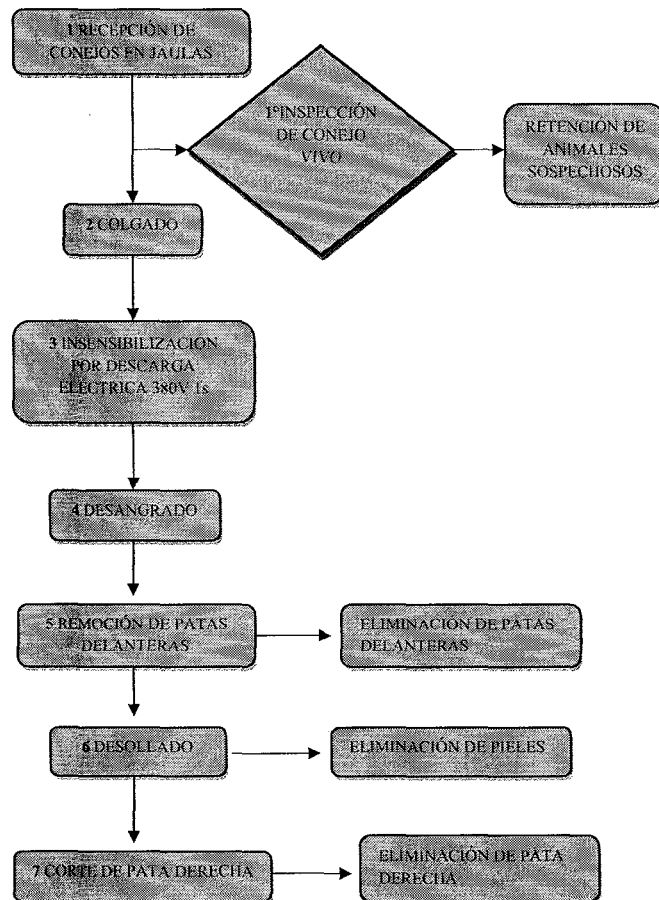 1 RECEPCIÓN DE
CONEJOS EN JAULAS
1ªINSPECCIÓN
DE CONEJO
VIVO
RETENCIÓN DE
ANIMALES
SOSPECHOSOS
2 COLGADO
3 INSENSIBILIZACION
POR DESCARGA
ELÉCTRICA 380V 1s
4 DESANGRADO
5 REMOCIÓN DE PATAS
DELANTERAS
ELIMINACIÓN DE PATAS
DELANTERAS
6 DESOLLADO
ELIMINACIÓN DE PIELES
7 CORTE DE PATA DERECHA
ELIMINACIÓN DE PATA
DERECHA